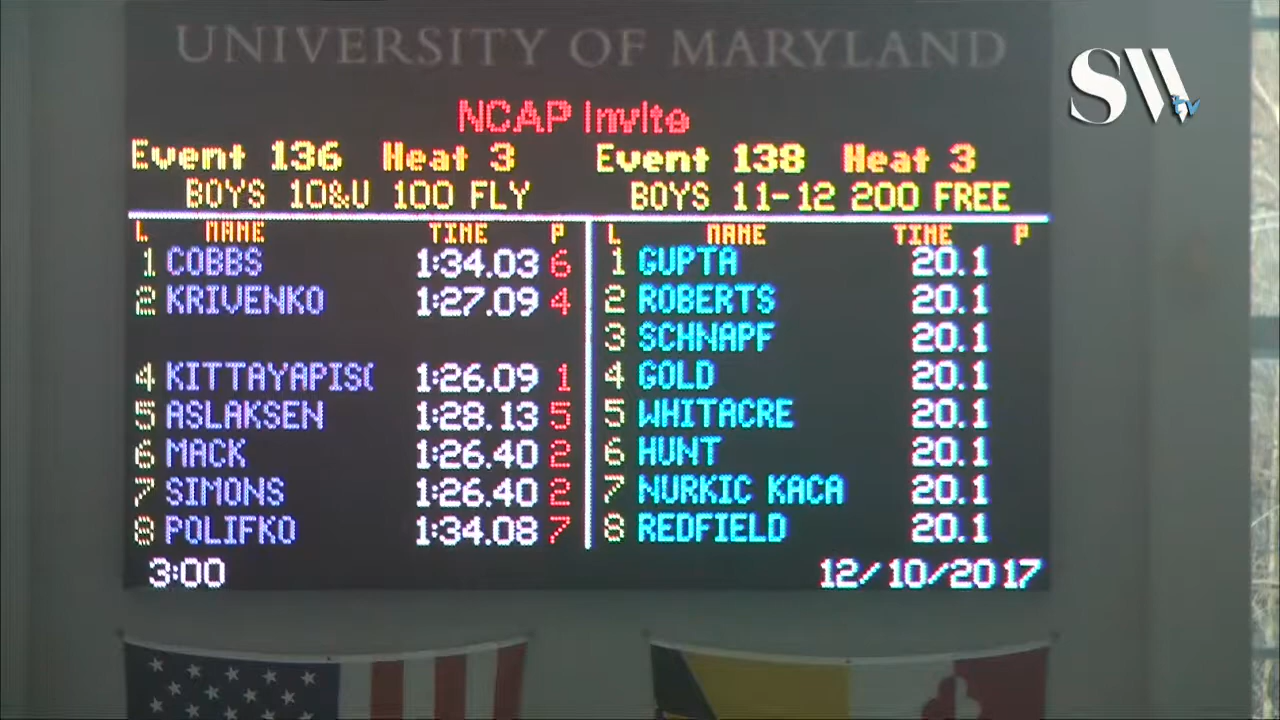 UNIVERSITY OF MARYLAND
SW tv
NCAP Invite
Event 136 Heat 3
BOYS 10&U 100 FLY
L NAME TIME P
1 COBBS 1:34.03 6
2 KRIVENKO 1:27.09 4
4 KITTAYAPISO 1:26.09 1
5 ASLAKSEN 1:28.13 5
6 MACK 1:26.40 2
7 SIMONS 1:26.40 2
8 POLIFKO 1:34.08 7
3:00
Event 138 Heat 3
BOYS 11-12 200 FREE
L NAME TIME P
1 GUPTA 20.1
2 ROBERTS 20.1
3 SCHNAPF 20.1
4 GOLD 20.1
5 WHITACRE 20.1
6 HUNT 20.1
7 NURKIC KACA 20.1
8 REDFIELD 20.1
12/10/2017